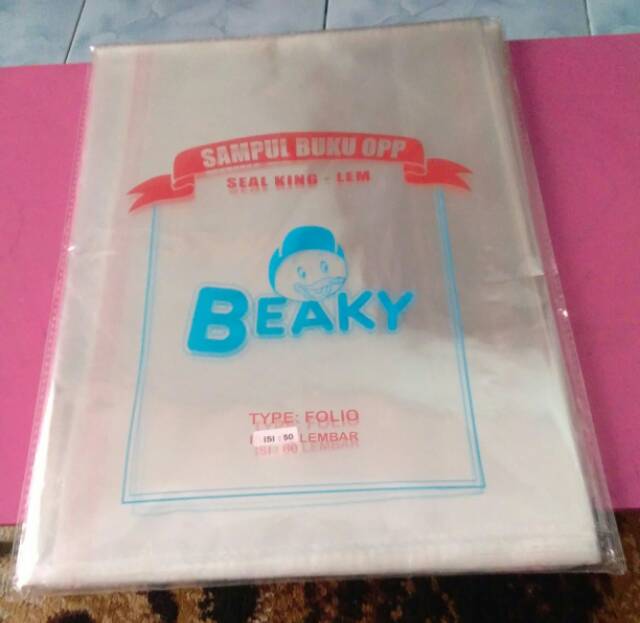 SAMPUL BUKU OPP
SEAL KING - LEM
BEAKY
TYPE: FOLIO
ISI : 50 LEMBAR